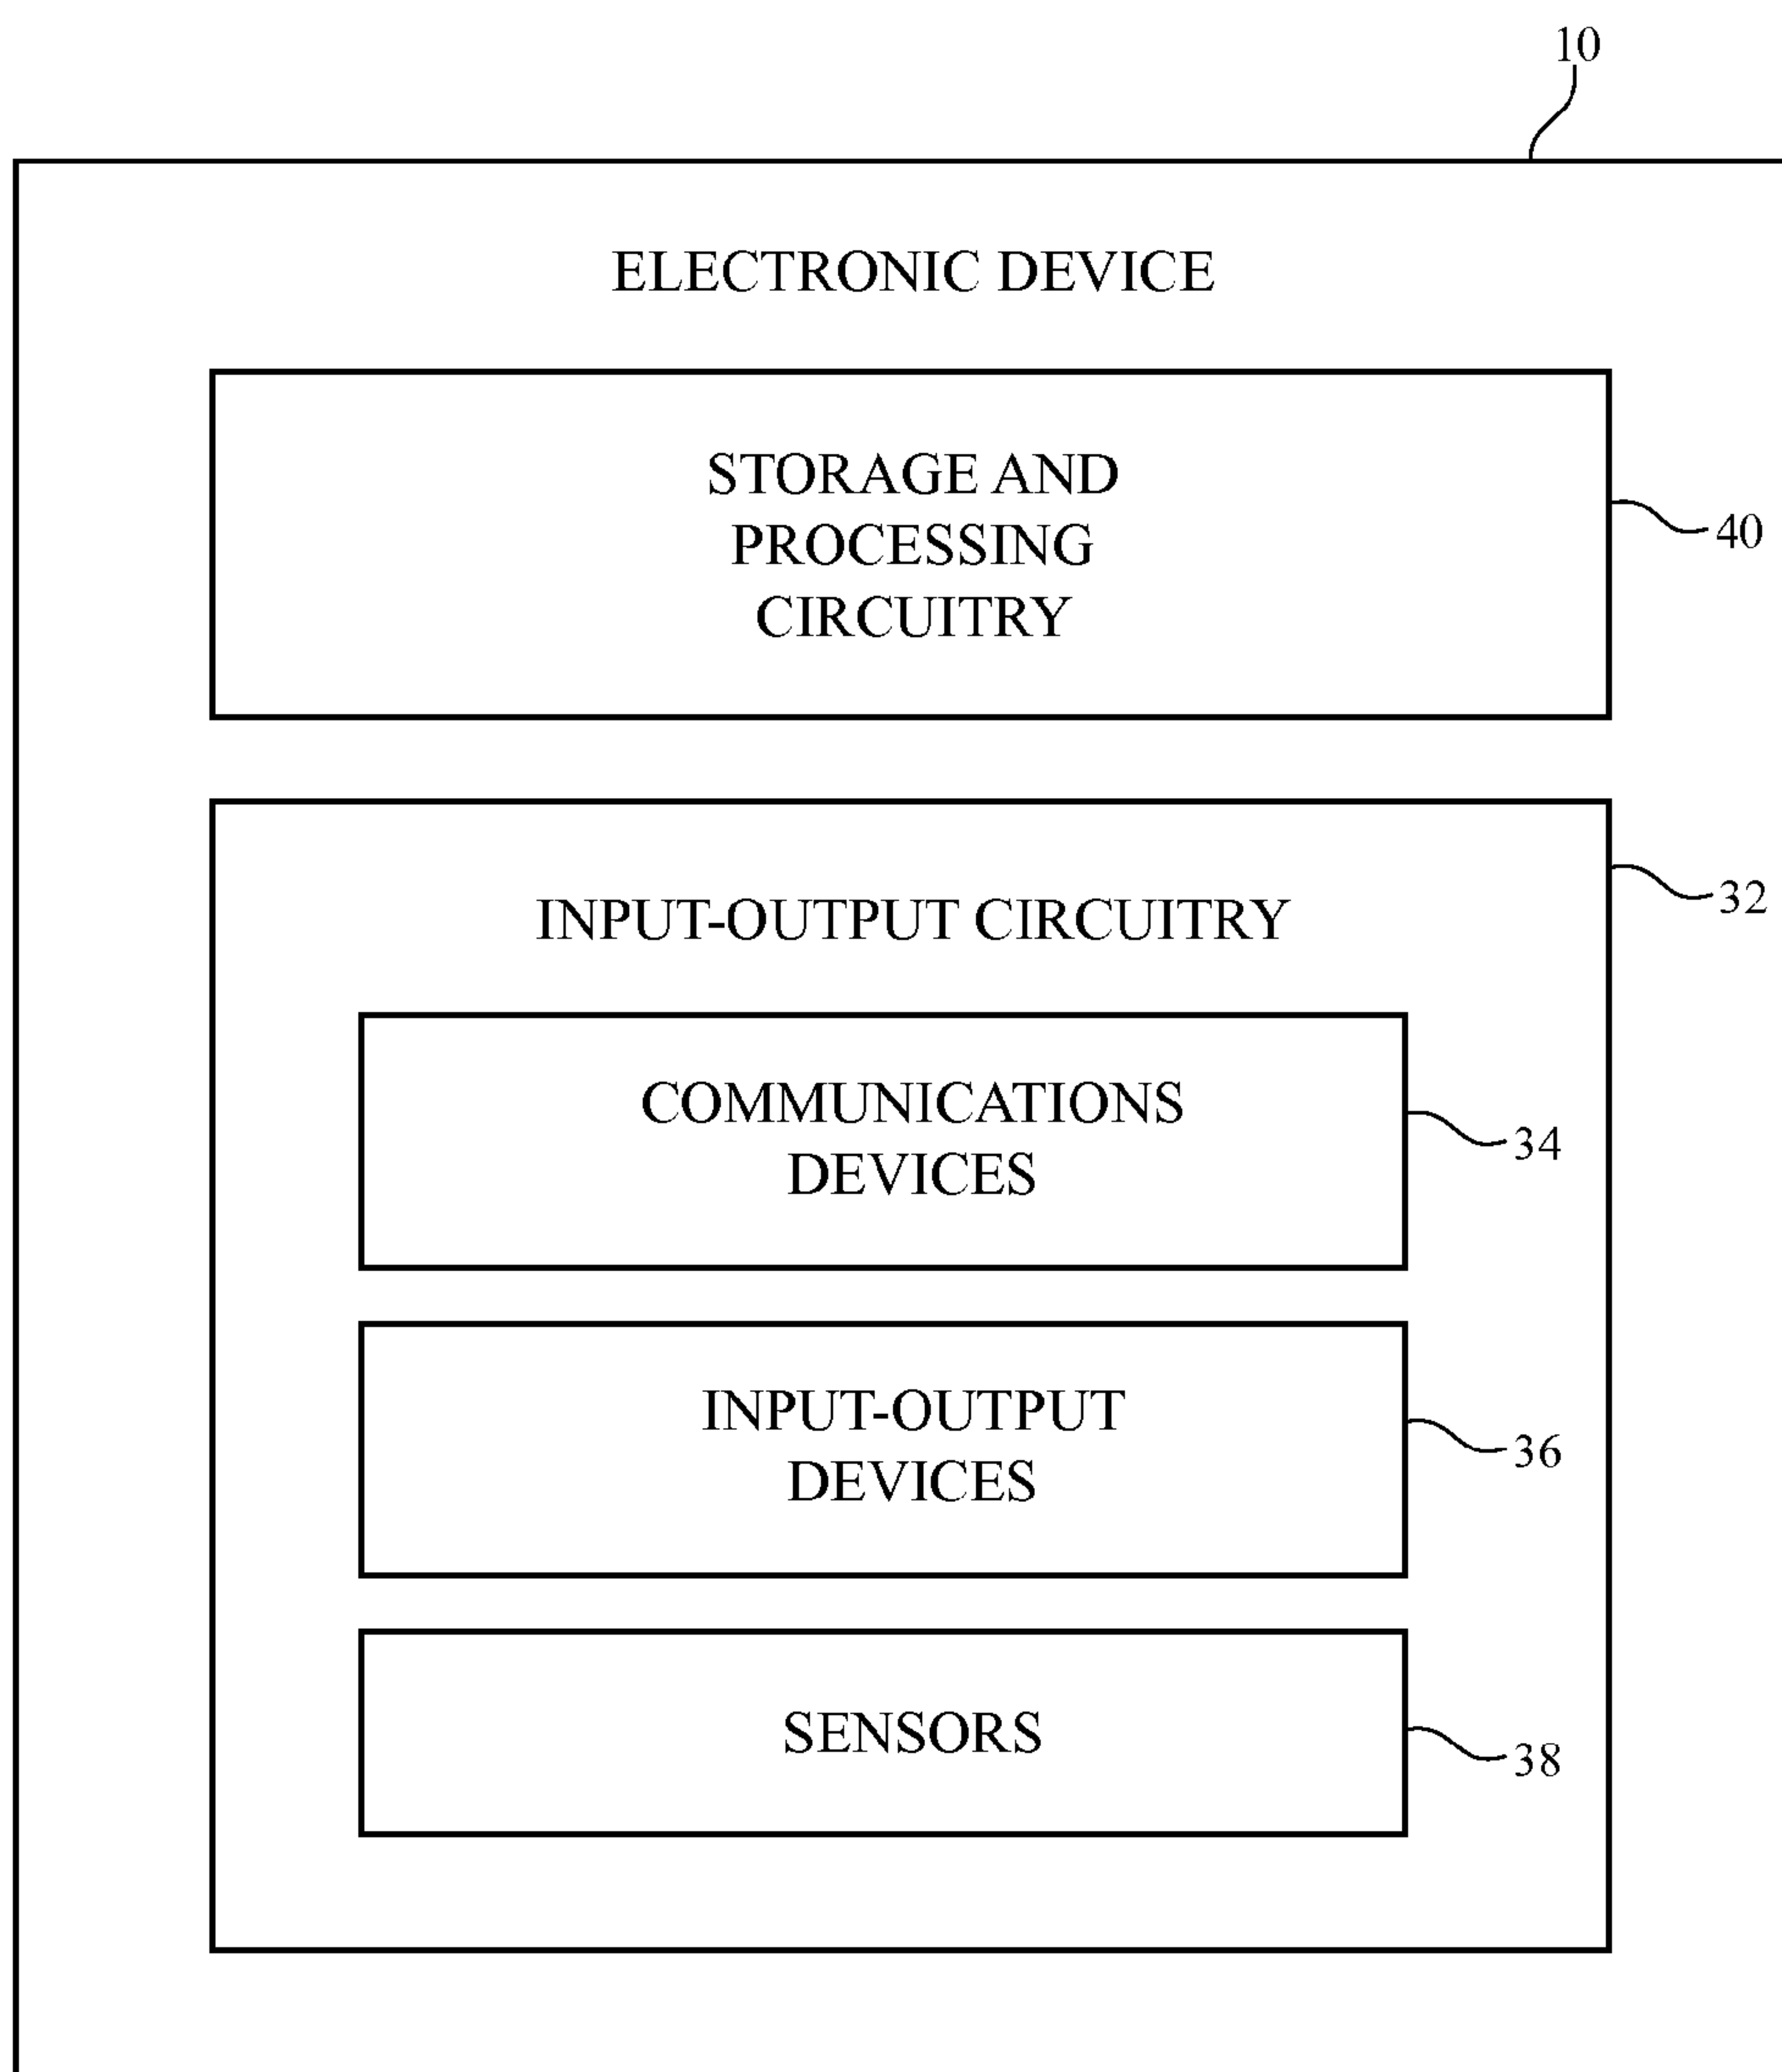 10
ELECTRONIC DEVICE
STORAGE AND
PROCESSING
CIRCUITRY
40
INPUT-OUTPUT CIRCUITRY
32
COMMUNICATIONS
DEVICES
34
INPUT-OUTPUT
DEVICES
36
SENSORS
38